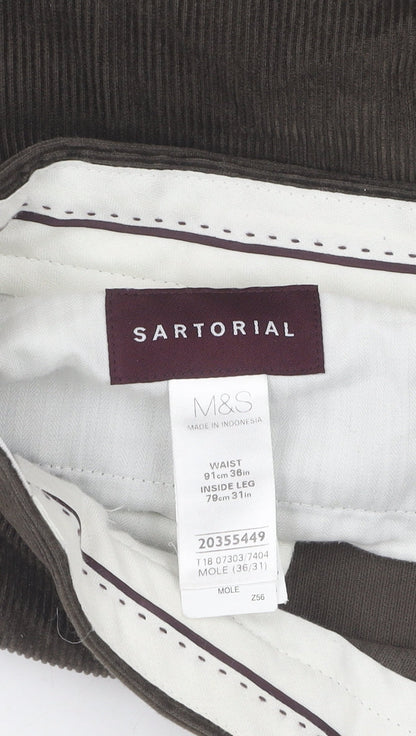 SARTORIAL
M&S
MADE IN INDONESIA
WAIST
91cm 36in
INSIDE LEG
79cm 31in
20355449
T18 07303/7404
MOLE (36/31)
MOLE
Z56